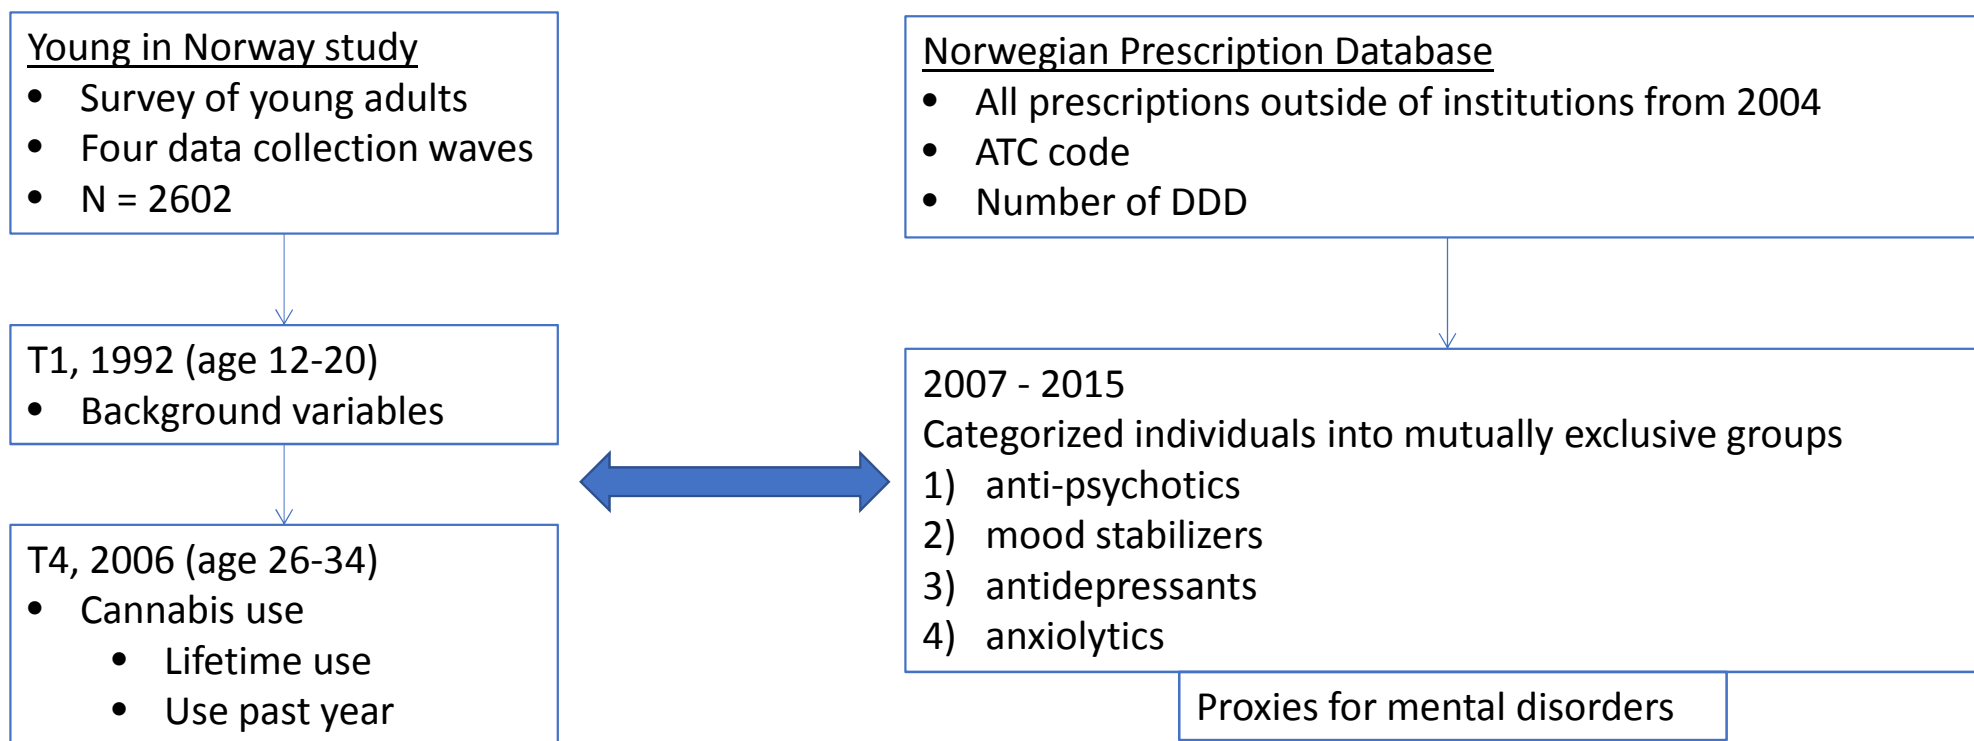 Young in Norway study
• Survey of young adults
• Four data collection waves
• N = 2602
T1, 1992 (age 12-20)
• Background variables
T4, 2006 (age 26-34)
• Cannabis use
• Lifetime use
• Use past year
Norwegian Prescription Database
• All prescriptions outside of institutions from 2004
• ATC code
• Number of DDD
2007 - 2015
Categorized individuals into mutually exclusive groups
1) anti-psychotics
2) mood stabilizers
3) antidepressants
4) anxiolytics
Proxies for mental disorders